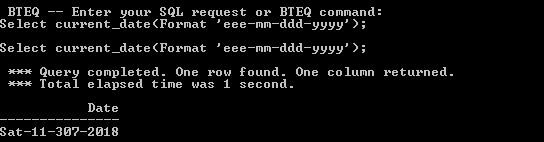 BTEQ -- Enter your SQL request or BTEQ command:
Select current_date(Format 'eee-mm-ddd-yyyy');
Select current_date(Format 'eee-mm-ddd-yyyy');
*** Query completed. One row found. One column returned.
*** Total elapsed time was 1 second.
Date
---------------
Sat-11-307-2018